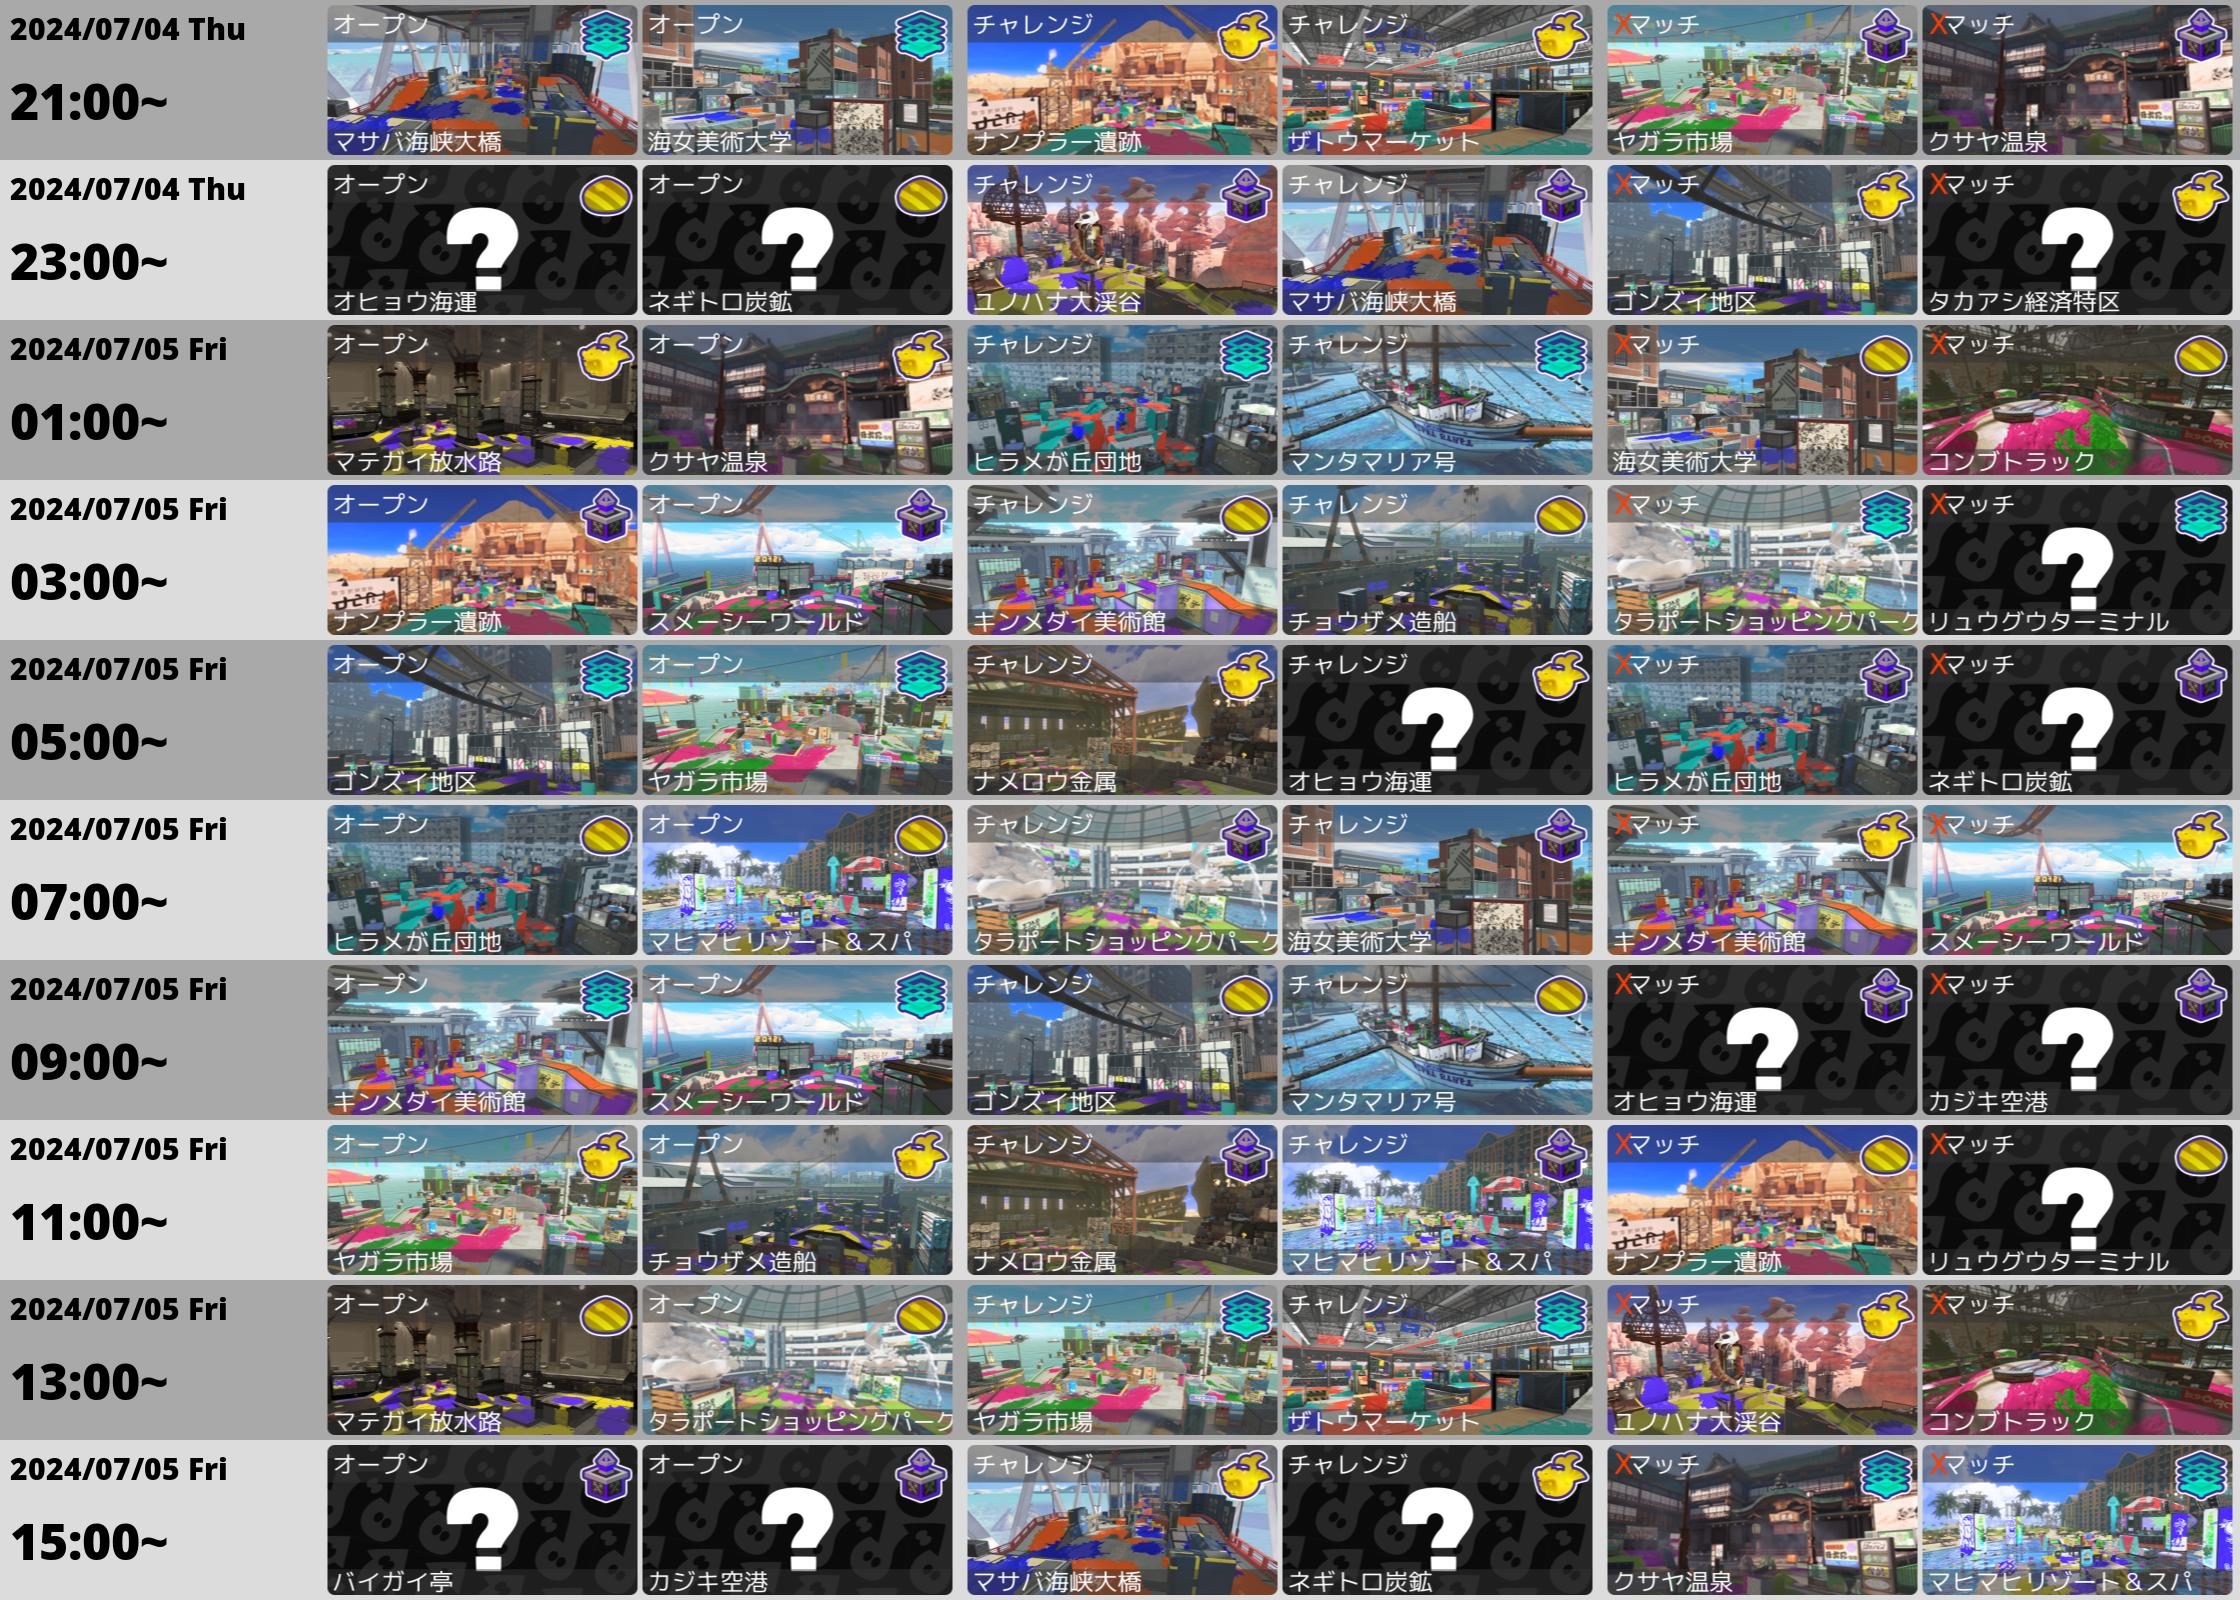 2024/07/04 Thu
21:00~
オープン
マサバ海峡大橋
オープン
海女美術大学
チャレンジ
ナンプラー遺跡
チャレンジ
ザトウマーケット
Xマッチ
ヤガラ市場
Xマッチ
クサヤ温泉
2024/07/04 Thu
23:00~
オープン
?
オヒョウ海運
オープン
?
ネギトロ炭鉱
チャレンジ
ユノハナ大渓谷
チャレンジ
マサバ海峡大橋
Xマッチ
ゴンズイ地区
Xマッチ
?
タカアシ経済特区
2024/07/05 Fri
01:00~
オープン
マテガイ放水路
オープン
クサヤ温泉
チャレンジ
ヒラメが丘団地
チャレンジ
マンタマリア号
Xマッチ
海女美術大学
Xマッチ
コンブトラック
2024/07/05 Fri
03:00~
オープン
ナンプラー遺跡
オープン
スメーシーワールド
チャレンジ
キンメダイ美術館
チャレンジ
チョウザメ造船
Xマッチ
タラポートショッピングパーク
Xマッチ
?
リュウグウターミナル
2024/07/05 Fri
05:00~
オープン
ゴンズイ地区
オープン
ヤガラ市場
チャレンジ
ナメロウ金属
チャレンジ
?
オヒョウ海運
Xマッチ
ヒラメが丘団地
Xマッチ
?
ネギトロ炭鉱
2024/07/05 Fri
07:00~
オープン
ヒラメが丘団地
オープン
マヒマヒリゾート＆スパ
チャレンジ
タラポートショッピングパーク
チャレンジ
海女美術大学
Xマッチ
キンメダイ美術館
Xマッチ
スメーシーワールド
2024/07/05 Fri
09:00~
オープン
キンメダイ美術館
オープン
スメーシーワールド
チャレンジ
ゴンズイ地区
チャレンジ
マンタマリア号
Xマッチ
?
オヒョウ海運
Xマッチ
?
カジキ空港
2024/07/05 Fri
11:00~
オープン
ヤガラ市場
オープン
チョウザメ造船
チャレンジ
ナメロウ金属
チャレンジ
マヒマヒリゾート＆スパ
Xマッチ
ナンプラー遺跡
Xマッチ
?
リュウグウターミナル
2024/07/05 Fri
13:00~
オープン
マテガイ放水路
オープン
タラポートショッピングパーク
チャレンジ
ヤガラ市場
チャレンジ
ザトウマーケット
Xマッチ
ユノハナ大渓谷
Xマッチ
コンブトラック
2024/07/05 Fri
15:00~
オープン
?
バイガイ亭
オープン
?
カジキ空港
チャレンジ
マサバ海峡大橋
チャレンジ
?
ネギトロ炭鉱
Xマッチ
クサヤ温泉
Xマッチ
マヒマヒリゾート＆スパ